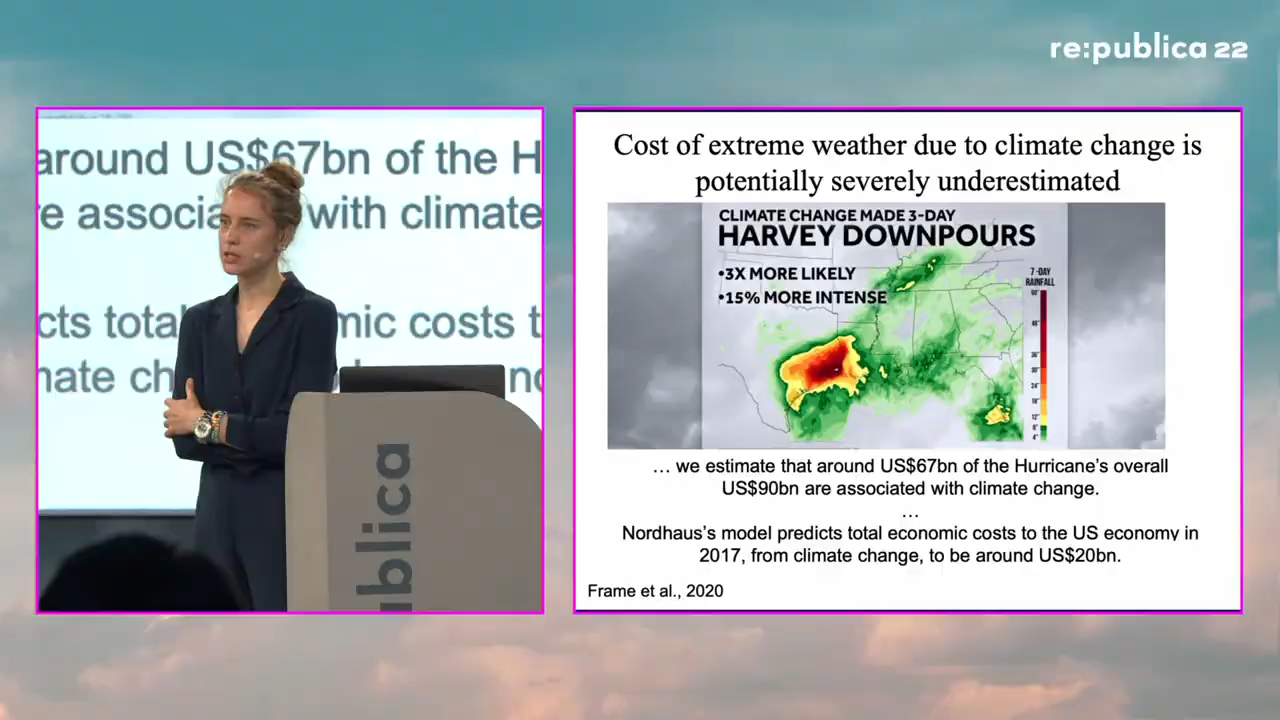 re:publica 22
around US$67bn of the H
re associa with climate
cts total mic costs t
nate ch
ublica
Cost of extreme weather due to climate change is
potentially severely underestimated
CLIMATE CHANGE MADE 3-DAY
HARVEY DOWNPOURS
•3X MORE LIKELY
•15% MORE INTENSE
7 -DAY
RAINFALL
… we estimate that around US$67bn of the Hurricane’s overall
US$90bn are associated with climate change.
…
Nordhaus’s model predicts total economic costs to the US economy in
2017, from climate change, to be around US$20bn.
Frame et al., 2020